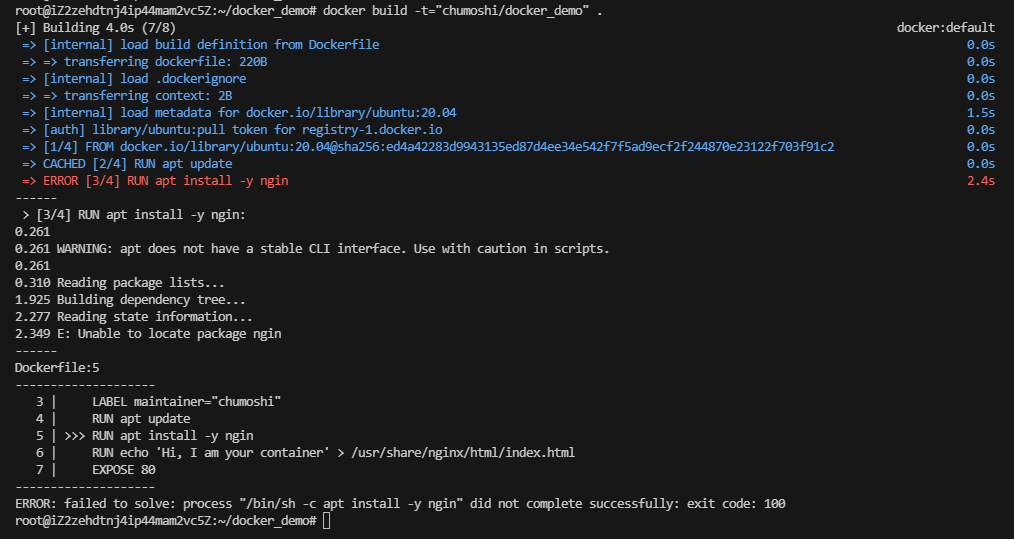 root@iZ2zehdtnj4ip44mam2vc5Z:~/docker_demo# docker build -t="chumoshi/docker_demo" .
[+] Building 4.0s (7/8) docker:default
=> [internal] load build definition from Dockerfile 0.0s
=> => transferring dockerfile: 220B 0.0s
=> [internal] load .dockerignore 0.0s
=> => transferring context: 2B 0.0s
=> [internal] load metadata for docker.io/library/ubuntu:20.04 1.5s
=> [auth] library/ubuntu:pull token for registry-1.docker.io 0.0s
=> [1/4] FROM docker.io/library/ubuntu:20.04@sha256:ed4a42283d9943135ed87d4ee34e542f7f5ad9ecf2f244870e23122f703f91c2 0.0s
=> CACHED [2/4] RUN apt update 0.0s
=> ERROR [3/4] RUN apt install -y ngin 2.4s
------
> [3/4] RUN apt install -y ngin:
0.261
0.261 WARNING: apt does not have a stable CLI interface. Use with caution in scripts.
0.261
0.310 Reading package lists...
1.925 Building dependency tree...
2.277 Reading state information...
2.349 E: Unable to locate package ngin
------
Dockerfile:5
--------------------
3 | LABEL maintainer="chumoshi"
4 | RUN apt update
5 | >>> RUN apt install -y ngin
6 | RUN echo 'Hi, I am your container' > /usr/share/nginx/html/index.html
7 | EXPOSE 80
--------------------
ERROR: failed to solve: process "/bin/sh -c apt install -y ngin" did not complete successfully: exit code: 100
root@iZ2zehdtnj4ip44mam2vc5Z:~/docker_demo#